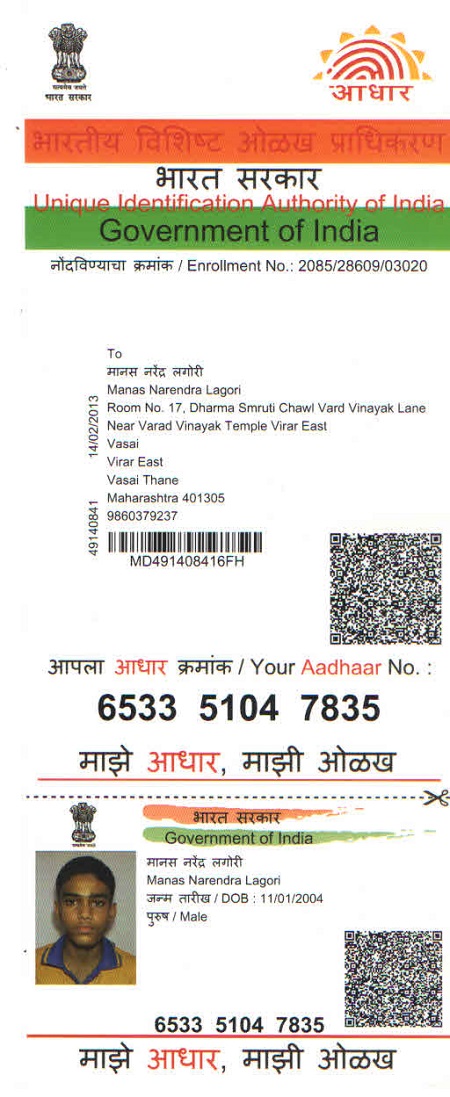 सत्यमेव जयते
भारत सरकार
आधार
भारतीय विशिष्ट ओळख प्राधिकरण
भारत सरकार
Unique Identification Authority of India
Government of India
नोंदविण्याचा क्रमांक / Enrollment No.: 2085/28609/03020
To
मानस नरेंद्र लगोरी
Manas Narendra Lagori
Room No. 17, Dharma Smruti Chawl Vard Vinayak Lane
Near Varad Vinayak Temple Virar East
Vasai
Virar East
Vasai Thane
Maharashtra 401305
9860379237
14/02/2013
49140841
MD491408416FH
आपला आधार क्रमांक / Your Aadhaar No. :
6533 5104 7835
माझे आधार, माझी ओळख
भारत सरकार
Government of India
मानस नरेंद्र लगोरी
Manas Narendra Lagori
जन्म तारीख / DOB : 11/01/2004
पुरुष / Male
6533 5104 7835
माझे आधार, माझी ओळख